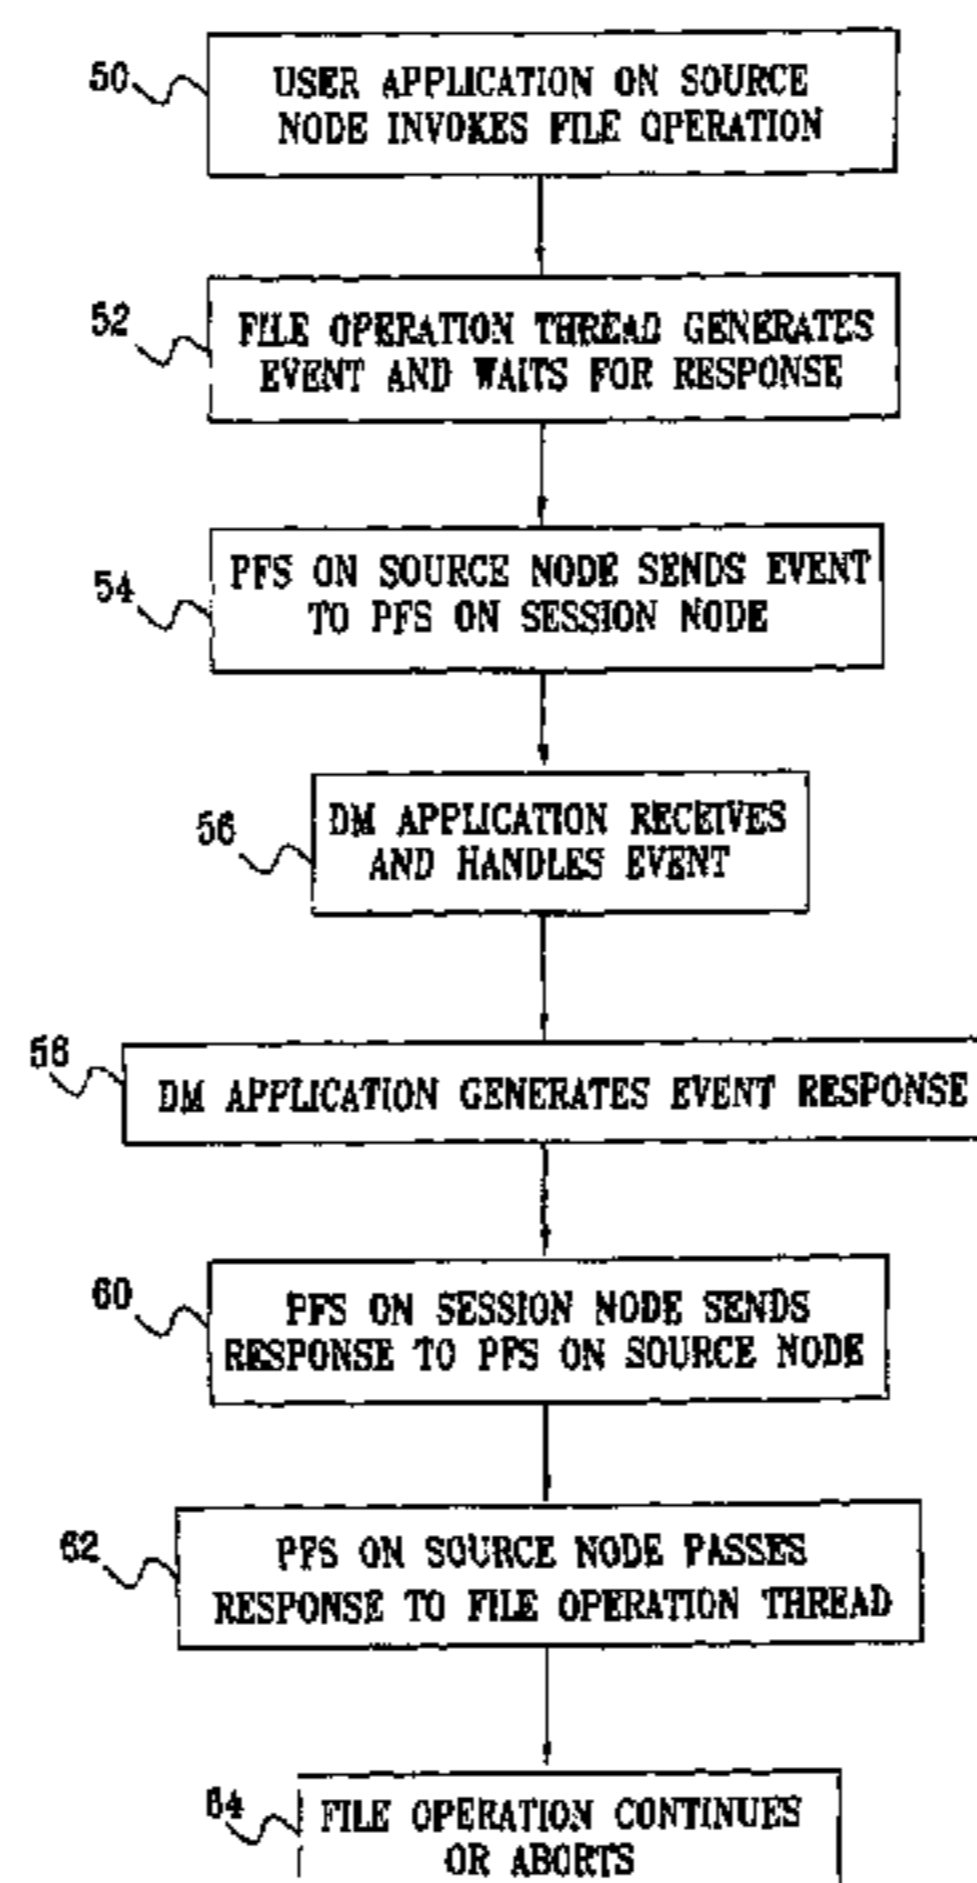 50
USER APPLICATION ON SOURCE
NODE INVOKES FILE OPERATION
52
FILE OPERATION THREAD GENERATES
EVENT AND WAITS FOR RESPONSE
54
PFS ON SOURCE NODE SENDS EVENT
TO PFS ON SESSION NODE
56
DM APPLICATION RECEIVES
AND HANDLES EVENT
58
DM APPLICATION GENERATES EVENT RESPONSE
60
PFS ON SESSION NODE SENDS
RESPONSE TO PFS ON SOURCE NODE
62
PFS ON SOURCE NODE PASSES
RESPONSE TO FILE OPERATION THREAD
64
FILE OPERATION CONTINUES
OR ABORTS